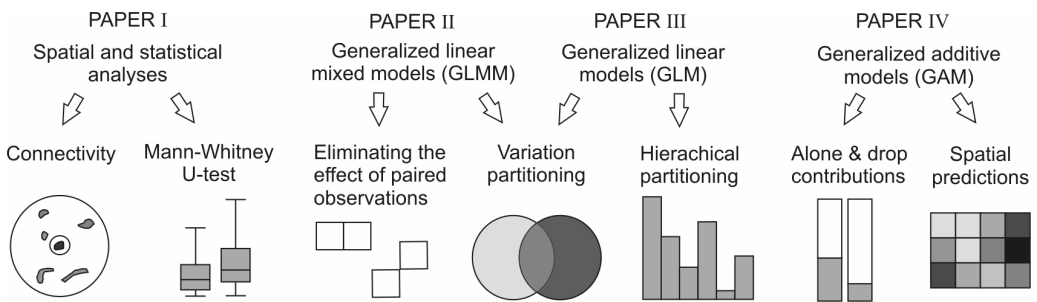 PAPER I
Spatial and statistical
analyses
Connectivity
Mann-Whitney
U-test
PAPER II
Generalized linear
mixed models (GLMM)
Eliminating the
effect of paired
observations
Variation
partitioning
PAPER III
Generalized linear
models (GLM)
Hierachical
partitioning
PAPER IV
Generalized additive
models (GAM)
Alone & drop
contributions
Spatial
predictions